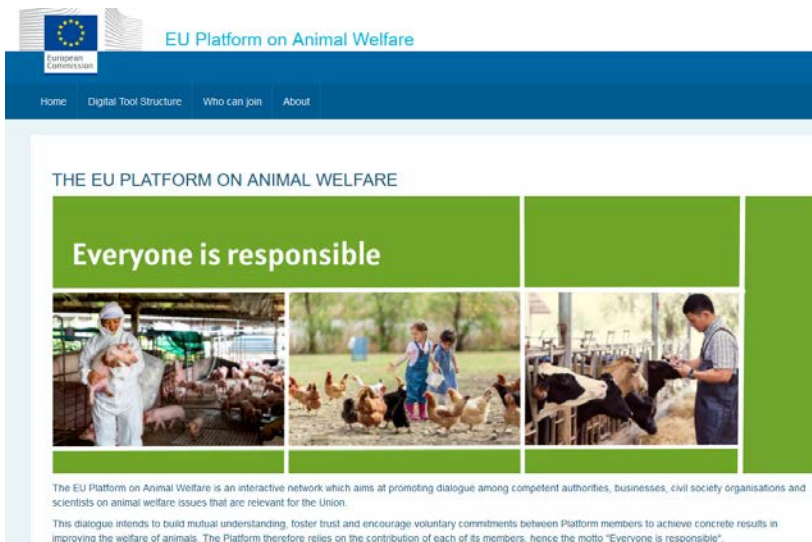 EU Platform on Animal Welfare
European
Commission
Home Digital Tool Structure Who can join About
THE EU PLATFORM ON ANIMAL WELFARE
Everyone is responsible
The EU Platform on Animal Welfare is an interactive network which aims at promoting dialogue among competent authorities, businesses, civil society organisations and
scientists on animal welfare issues that are relevant for the Union.
This dialogue intends to build mutual understanding, foster trust and encourage voluntary commitments between Platform members to achieve concrete results in
improving the welfare of animals. The Platform therefore relies on the contribution of each of its members, hence the motto "Everyone is responsible".